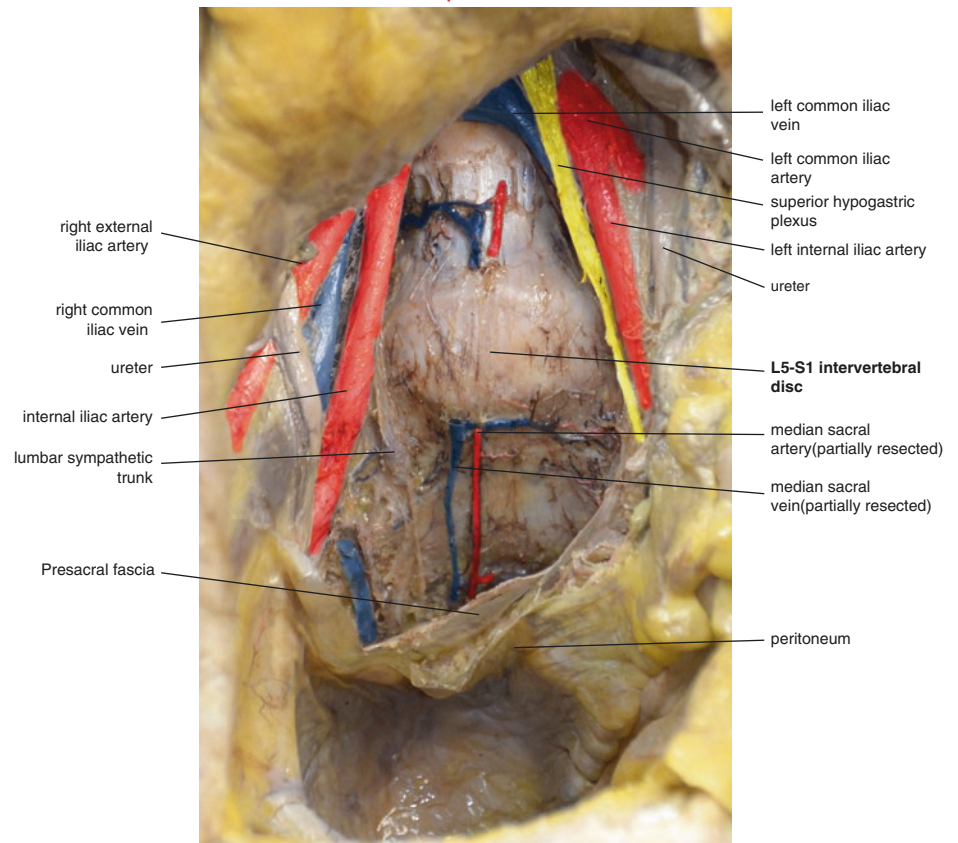 left common iliac
vein
left common iliac
artery
superior hypogastric
plexus
left internal iliac artery
ureter
L5-S1 intervertebral
disc
median sacral
artery(partially resected)
median sacral
vein(partially resected)
peritoneum
right external
iliac artery
right common
iliac vein
ureter
internal iliac artery
lumbar sympathetic
trunk
Presacral fascia